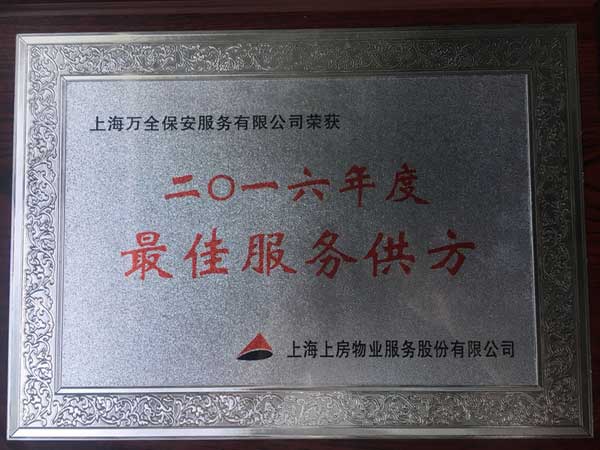 上海万全保安服务有限公司荣获
二〇一六年度
最佳服务供方
上海上房物业服务股份有限公司